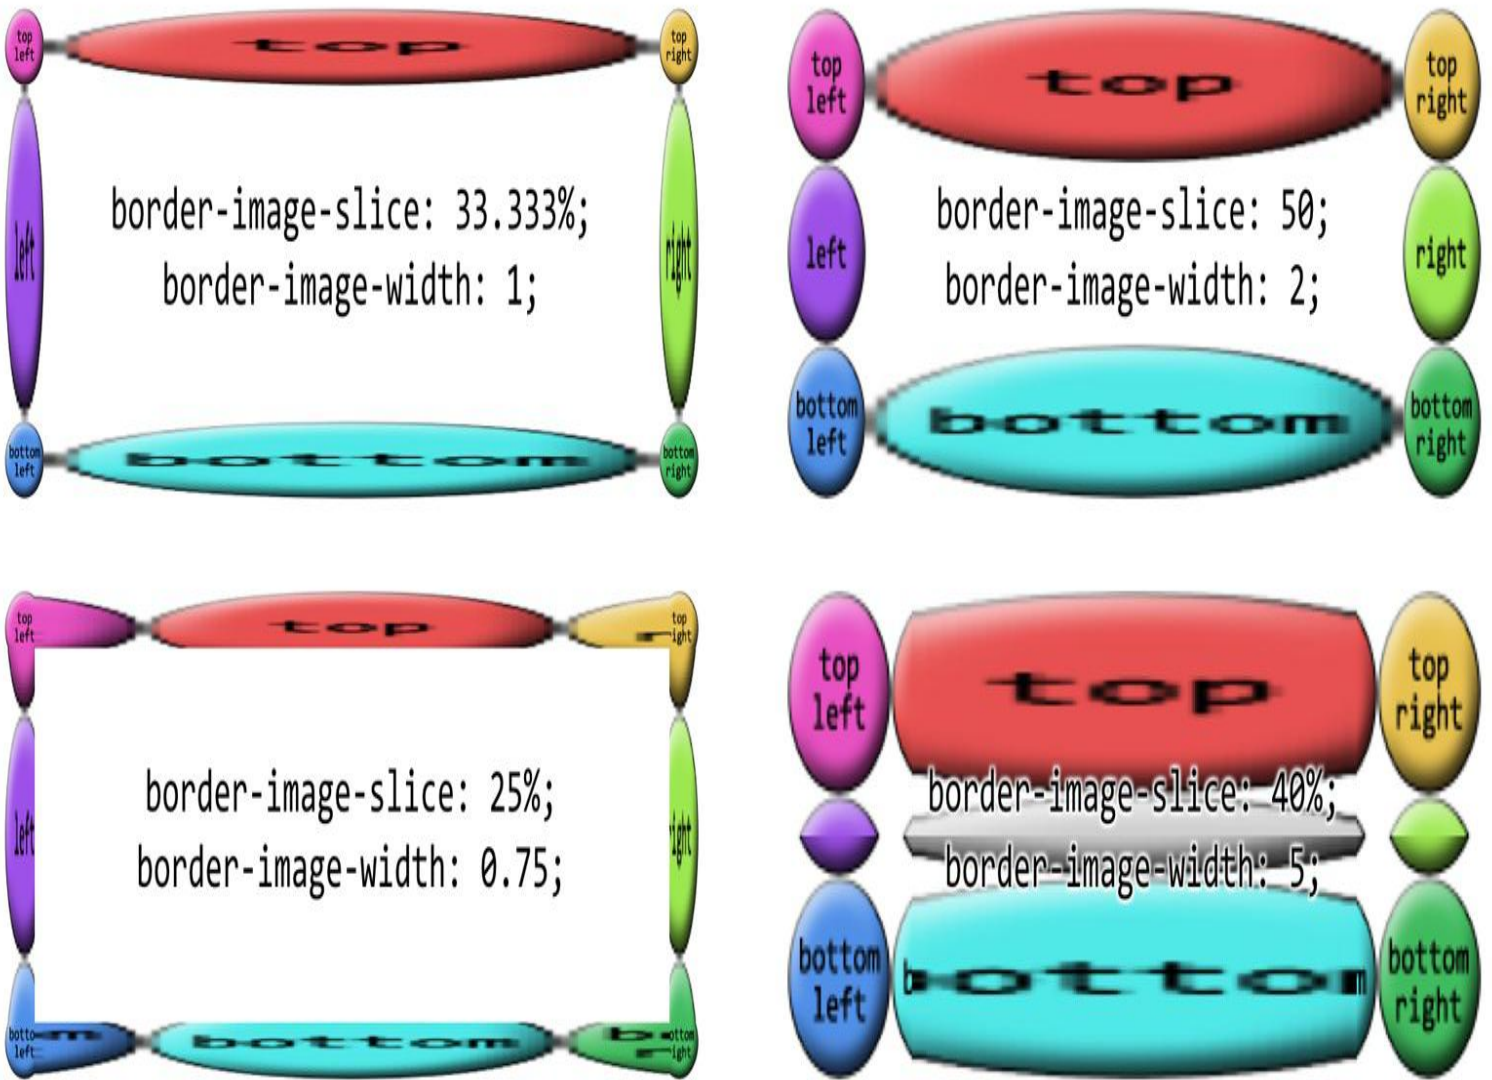 top
left
top
top
right
left
border-image-slice: 33.333%;
border-image-width: 1;
right
bottom
left
bottom
bottom
right
top
left
top
top
right
left
border-image-slice: 50;
border-image-width: 2;
right
bottom
left
bottom
bottom
right
top
left
top
top
right
left
border-image-slice: 25%;
border-image-width: 0.75;
right
bottom
left
top
left
top
top
right
border-image-slice: 40%;
border-image-width: 5;
bottom
left
bottom
bottom
right